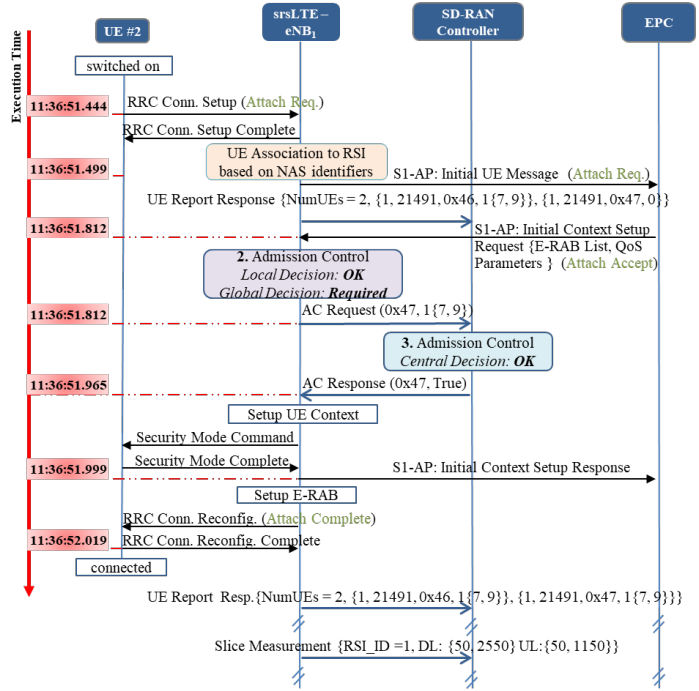 UE #2
srsLTE –
eNB1
SD-RAN
Controller
EPC
Execution Time
switched on
11:36:51.444
RRC Conn. Setup (Attach Req.)
RRC Conn. Setup Complete
UE Association to RSI
based on NAS identifiers
11:36:51.499
S1-AP: Initial UE Message (Attach Req.)
UE Report Response {NumUEs = 2, {1, 21491, 0x46, 1{7, 9}}, {1, 21491, 0x47, 0}}
11:36:51.812
S1-AP: Initial Context Setup
Request {E-RAB List, QoS
Parameters } (Attach Accept)
2. Admission Control
Local Decision: OK
Global Decision: Required
11:36:51.812
AC Request (0x47, 1{7, 9})
3. Admission Control
Central Decision: OK
11:36:51.965
AC Response (0x47, True)
Setup UE Context
Security Mode Command
Security Mode Complete
11:36:51.999
S1-AP: Initial Context Setup Response
Setup E-RAB
RRC Conn. Reconfig. (Attach Complete)
11:36:52.019
RRC Conn. Reconfig. Complete
connected
UE Report Resp.{NumUEs = 2, {1, 21491, 0x46, 1{7, 9}}, {1, 21491, 0x47, 1{7, 9}}}
Slice Measurement {RSI_ID =1, DL: {50, 2550} UL:{50, 1150}}